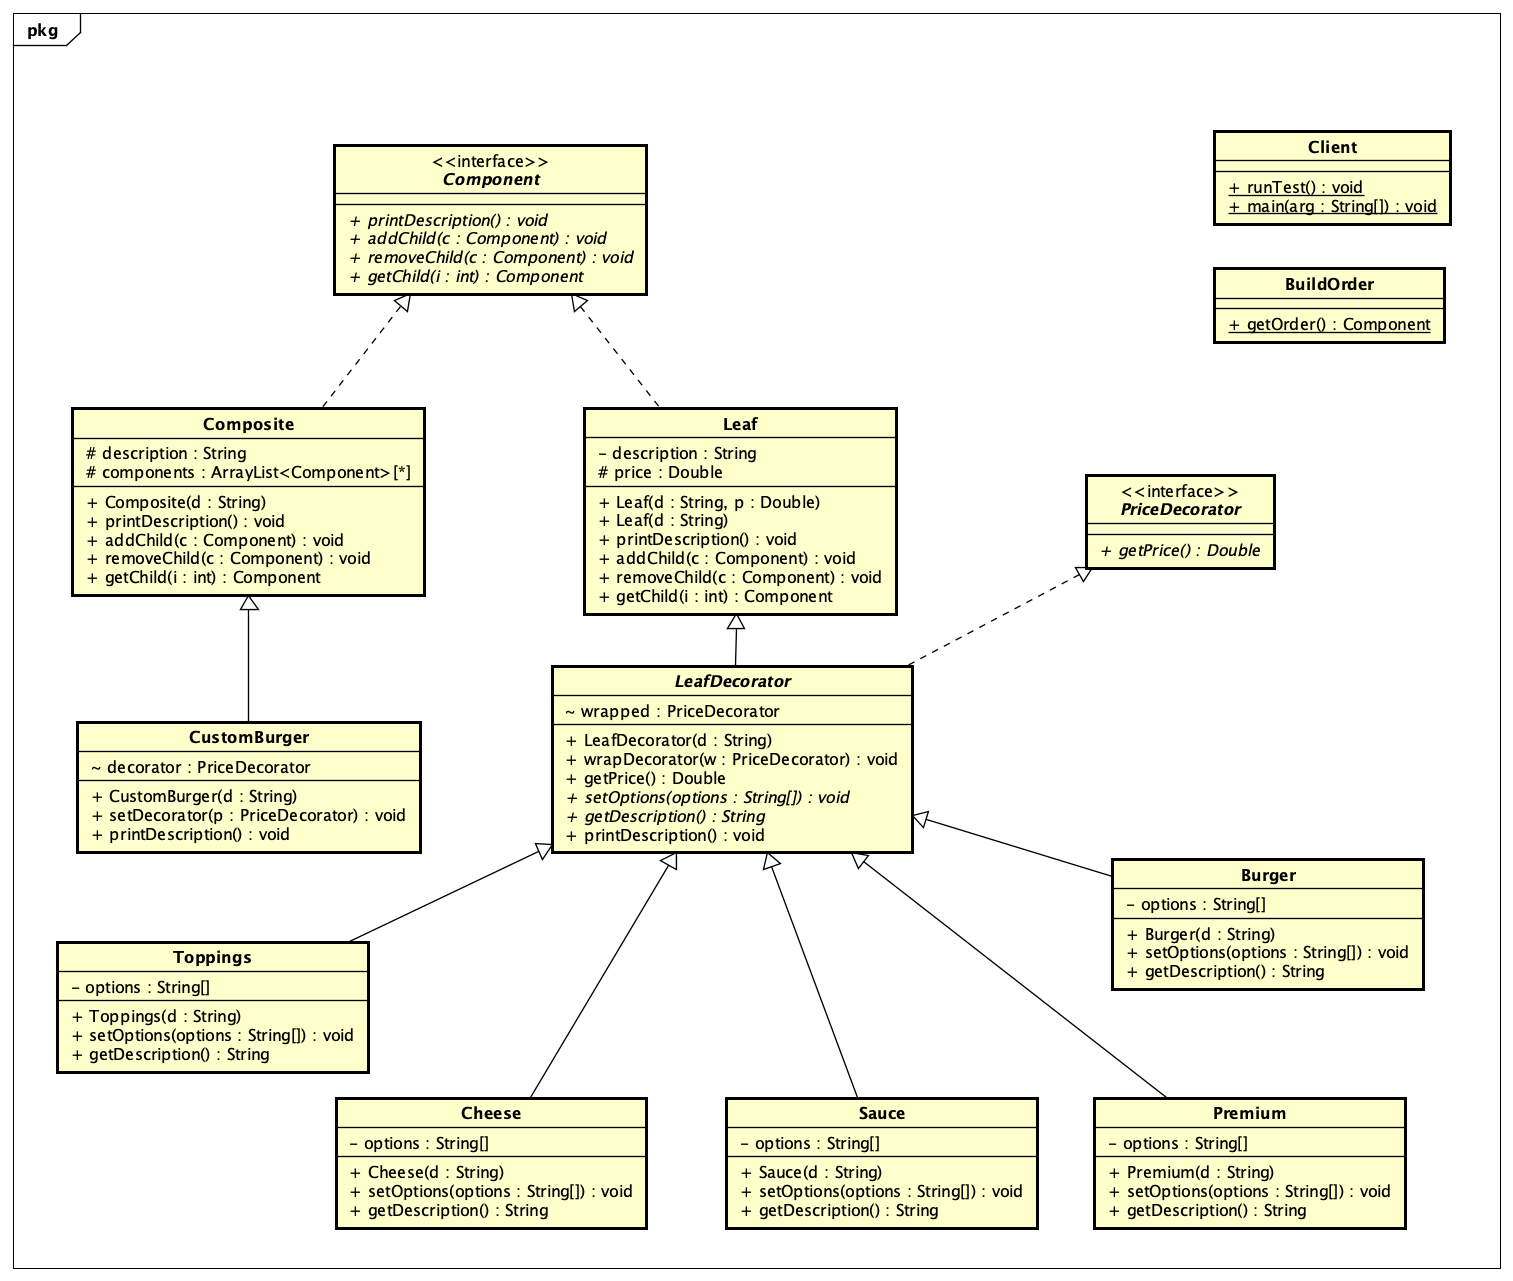 pkg
<<interface>>
Component
+ printDescription() : void
+ addChild(c : Component) : void
+ removeChild(c : Component) : void
+ getChild(i : int) : Component
Client
+ runTest() : void
+ main(arg : String[]) : void
BuildOrder
+ getOrder() : Component
Composite
# description : String
# components : ArrayList<Component> [*]
+ Composite(d : String)
+ printDescription() : void
+ addChild(c : Component) : void
+ removeChild(c : Component) : void
+ getChild(i : int) : Component
Leaf
- description : String
# price : Double
+ Leaf(d : String, p : Double)
+ Leaf(d : String)
+ printDescription() : void
+ addChild(c : Component) : void
+ removeChild(c : Component) : void
+ getChild(i : int) : Component
<<interface>>
PriceDecorator
+ getPrice() : Double
LeafDecorator
~ wrapped : PriceDecorator
+ LeafDecorator(d : String)
+ wrapDecorator(w : PriceDecorator) : void
+ getPrice() : Double
+ setOptions(options : String[]) : void
+ getDescription() : String
+ printDescription() : void
CustomBurger
~ decorator : PriceDecorator
+ CustomBurger(d : String)
+ setDecorator(p : PriceDecorator) : void
+ printDescription() : void
Burger
- options : String[]
+ Burger(d : String)
+ setOptions(options : String[]) : void
+ getDescription() : String
Toppings
- options : String[]
+ Toppings(d : String)
+ setOptions(options : String[]) : void
+ getDescription() : String
Cheese
- options : String[]
+ Cheese(d : String)
+ setOptions(options : String[]) : void
+ getDescription() : String
Sauce
- options : String[]
+ Sauce(d : String)
+ setOptions(options : String[]) : void
+ getDescription() : String
Premium
- options : String[]
+ Premium(d : String)
+ setOptions(options : String[]) : void
+ getDescription() : String